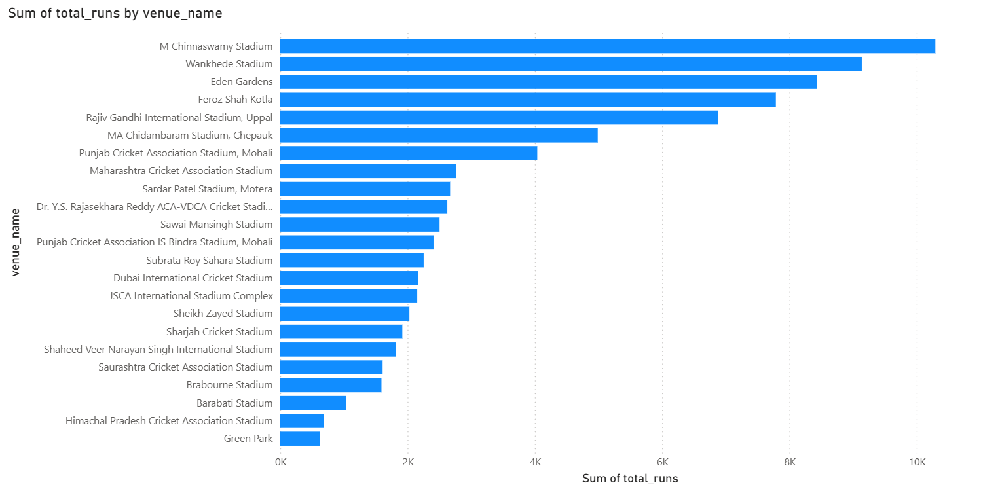 Sum of total_runs by venue_name
venue_name
M Chinnaswamy Stadium
Wankhede Stadium
Eden Gardens
Feroz Shah Kotla
Rajiv Gandhi International Stadium, Uppal
MA Chidambaram Stadium, Chepauk
Punjab Cricket Association Stadium, Mohali
Maharashtra Cricket Association Stadium
Sardar Patel Stadium, Motera
Dr. Y.S. Rajasekhara Reddy ACA-VDCA Cricket Stadi...
Sawai Mansingh Stadium
Punjab Cricket Association IS Bindra Stadium, Mohali
Subrata Roy Sahara Stadium
Dubai International Cricket Stadium
JSCA International Stadium Complex
Sheikh Zayed Stadium
Sharjah Cricket Stadium
Shaheed Veer Narayan Singh International Stadium
Saurashtra Cricket Association Stadium
Brabourne Stadium
Barabati Stadium
Himachal Pradesh Cricket Association Stadium
Green Park
0K 2K 4K 6K 8K 10K
Sum of total_runs